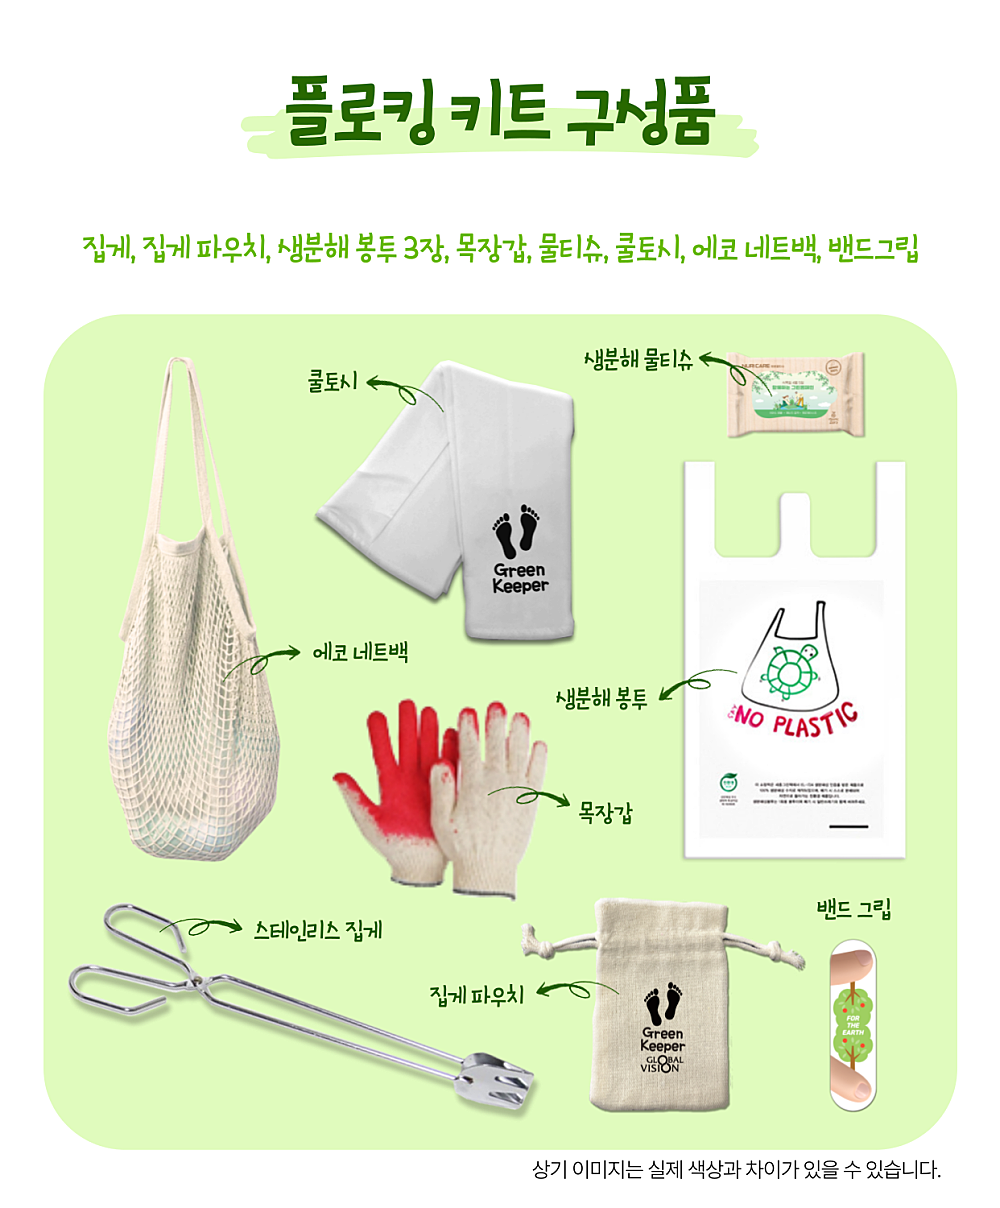 플로킹 키트 구성품
집게, 집게 파우치, 생분해 봉투 3장, 목장갑, 물티슈, 쿨토시, 에코 네트백, 밴드그립
쿨토시
생분해 물티슈
Green
Keeper
에코 네트백
생분해 봉투
NO PLASTIC
목장갑
스테인리스 집게
밴드 그립
집게 파우치
Green
Keeper
GLOBAL
VISION
FOR
THE
EARTH
상기 이미지는 실제 색상과 차이가 있을 수 있습니다.